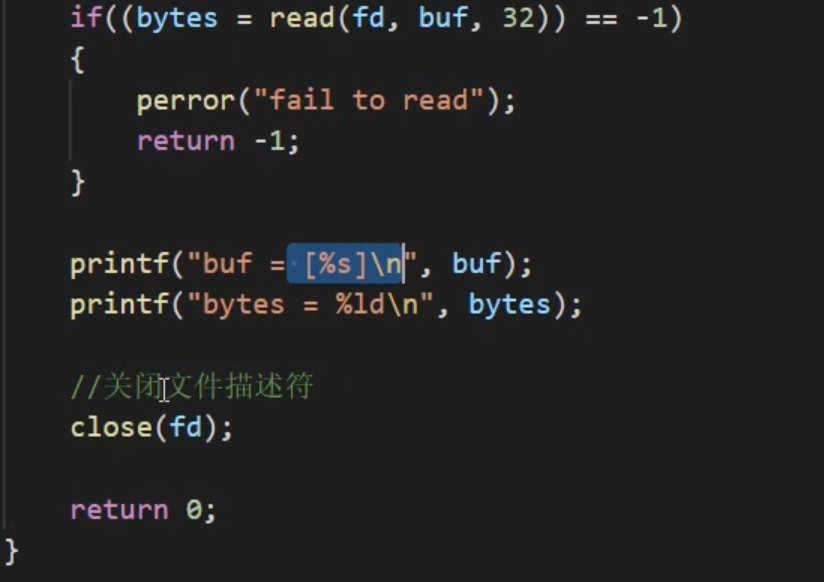 if((bytes = read(fd, buf, 32)) == -1)
{
perror("fail to read");
return -1;
}
printf("buf = [%s]\n", buf);
printf("bytes = %ld\n", bytes);
//关闭文件描述符
close(fd);
return 0;
}